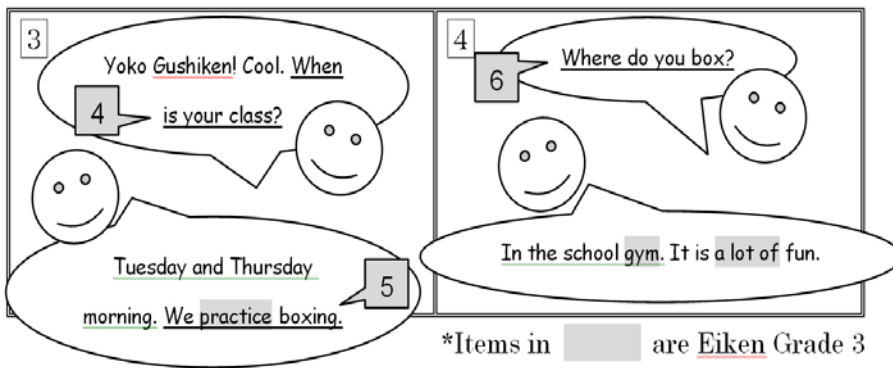 3
Yoko Gushiken! Cool. When
4
is your class?
Tuesday and Thursday
5
morning. We practice boxing.
4
Where do you box?
6
In the school gym. It is a lot of fun.
*Items in are Eiken Grade 3